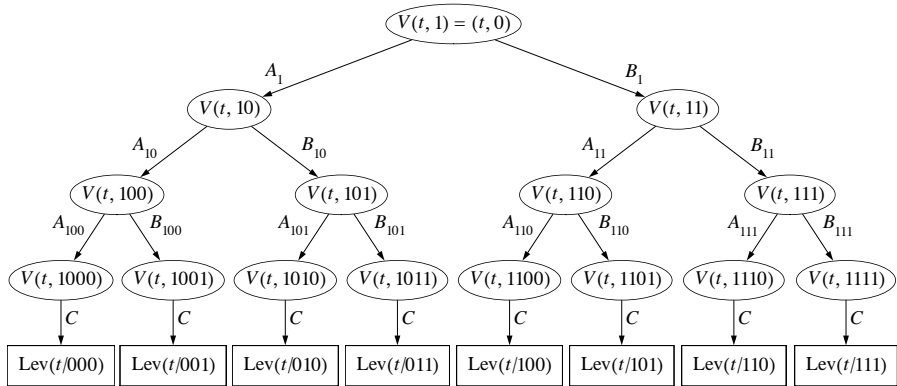 V(t, 1) = (t, 0)
A₁ B₁
V(t, 10) V(t, 11)
A₁₀ B₁₀ A₁₁ B₁₁
V(t, 100) V(t, 101) V(t, 110) V(t, 111)
A₁₀₀ B₁₀₀ A₁₀₁ B₁₀₁ A₁₁₀ B₁₁₀ A₁₁₁ B₁₁₁
V(t, 1000) V(t, 1001) V(t, 1010) V(t, 1011) V(t, 1100) V(t, 1101) V(t, 1110) V(t, 1111)
C C C C C C C C
Lev(t/000) Lev(t/001) Lev(t/010) Lev(t/011) Lev(t/100) Lev(t/101) Lev(t/110) Lev(t/111)